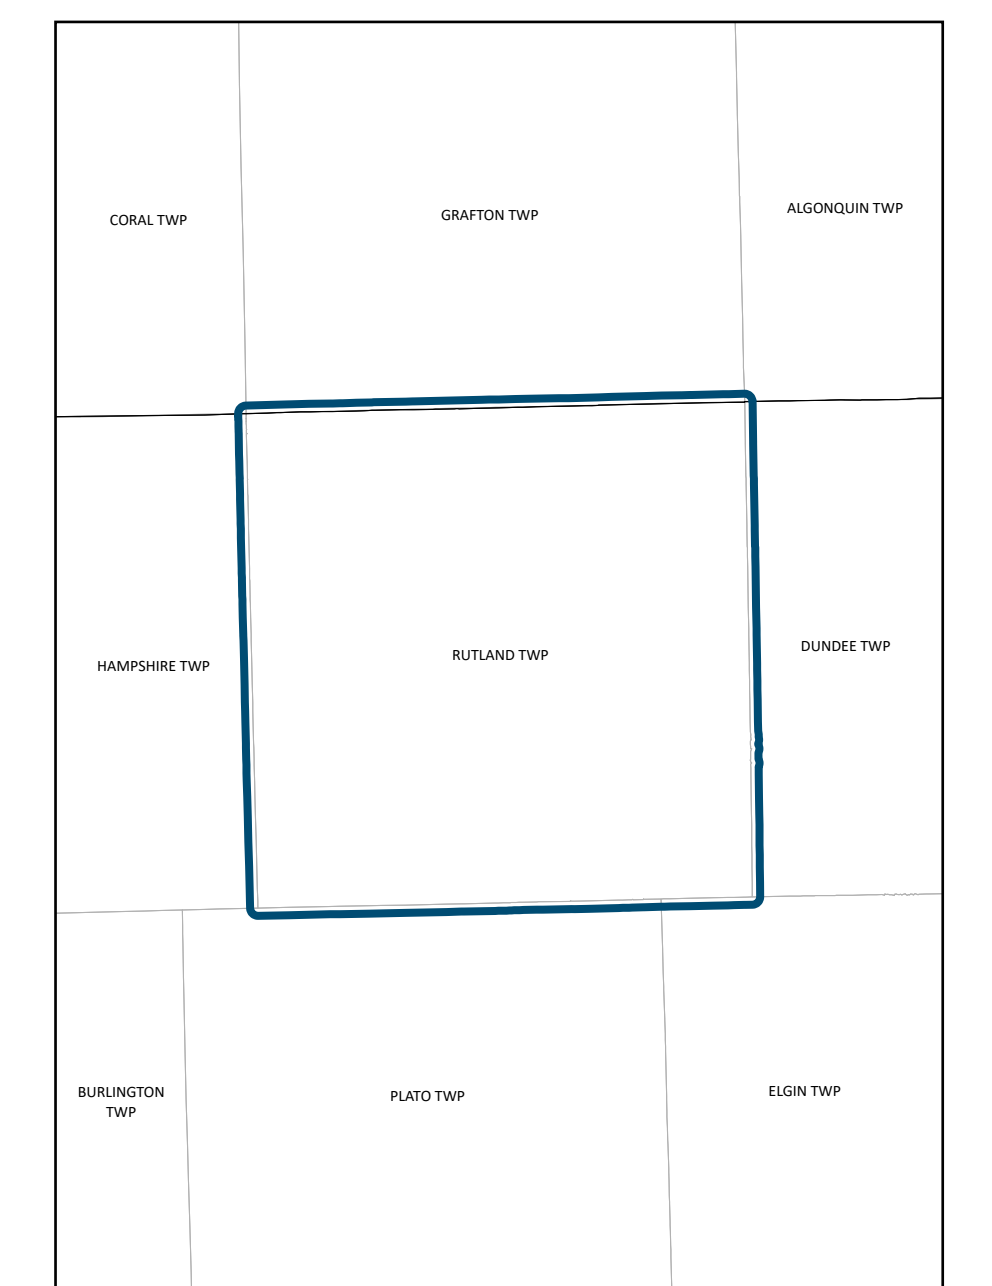 CORAL TWP
GRAFTON TWP
ALGONQUIN TWP
HAMPSHIRE TWP
RUTLAND TWP
DUNDEE TWP
BURLINGTON
TWP
PLATO TWP
ELGIN TWP